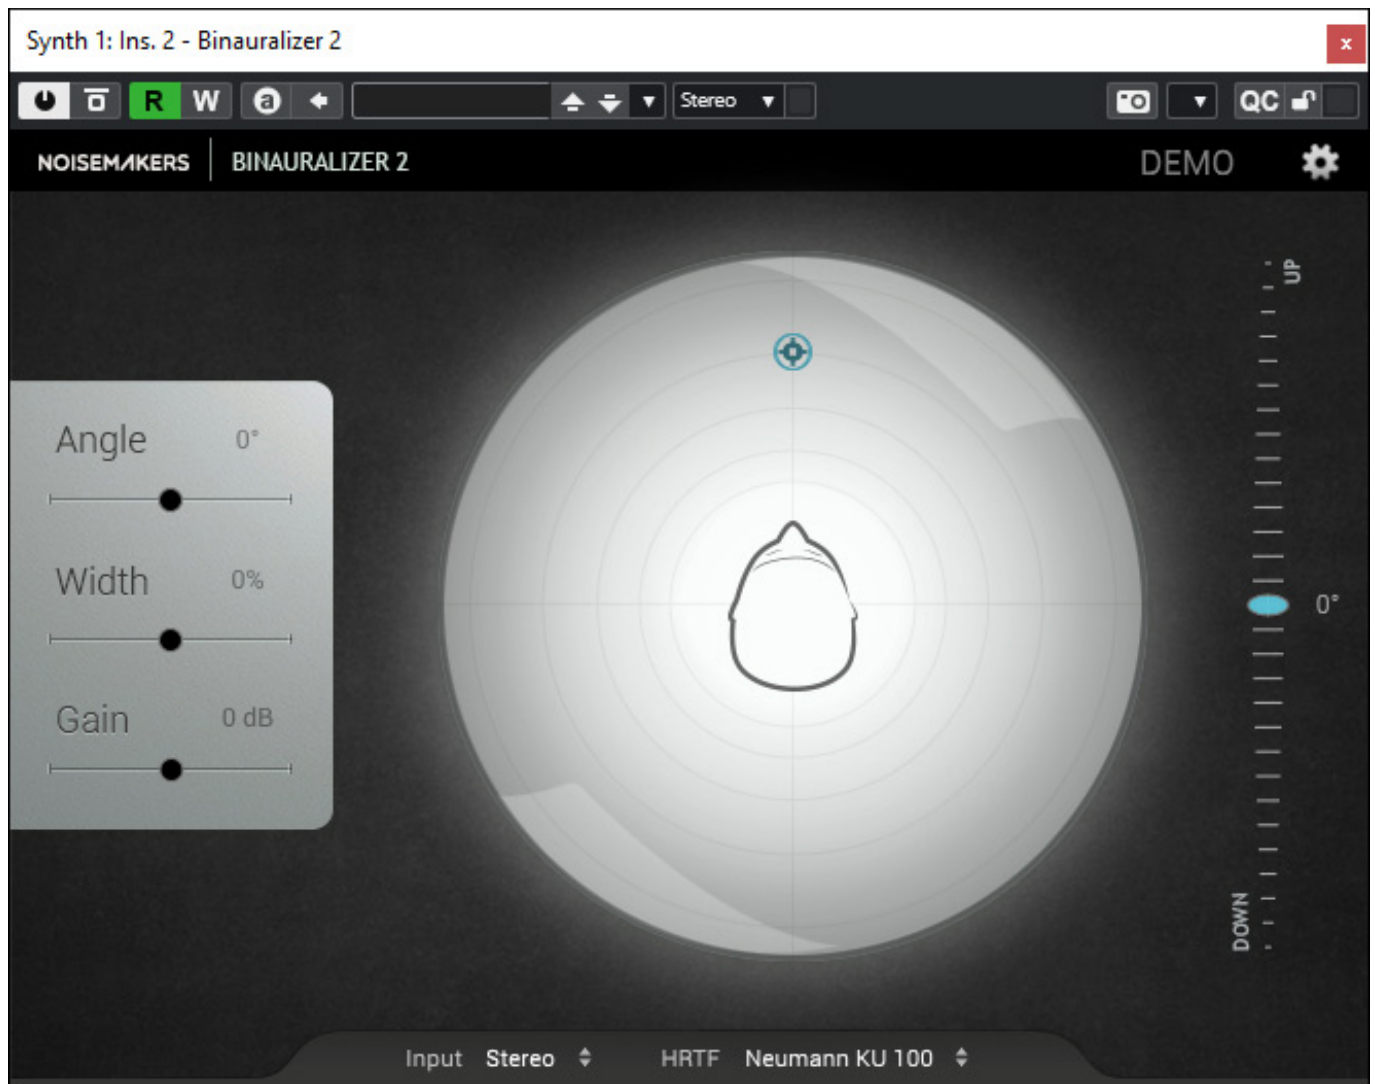 Synth 1: Ins. 2 - Binauralizer 2
x
R W a Stereo QC
NOISEMAKERS BINAURALIZER 2 DEMO
UP
Angle 0°
Width 0%
0°
Gain 0 dB
DOWN
Input Stereo HRTF Neumann KU 100